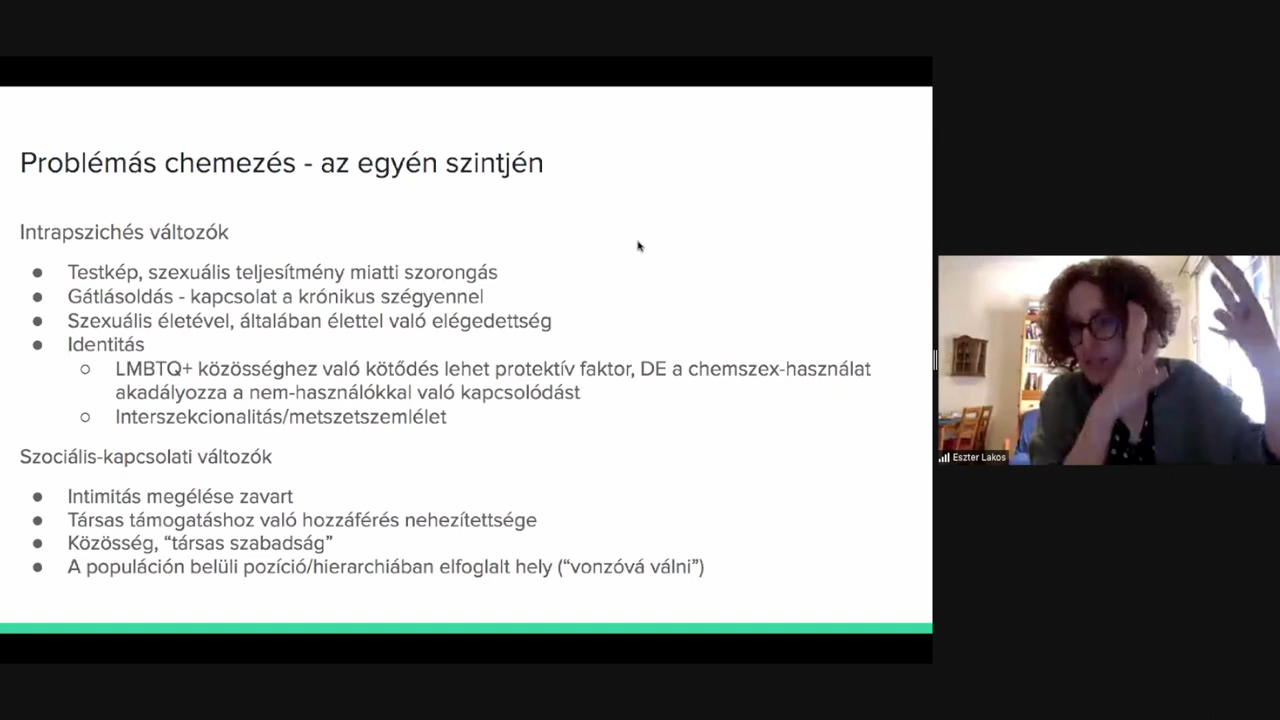 Problémás chemezés - az egyén szintjén
Intrapszichés változók
● Testkép, szexuális teljesítmény miatti szorongás
● Gátlásoldás - kapcsolat a krónikus szégyennel
● Szexuális életével, általában élettel való elégedettség
● Identitás
○ LMBTQ+ közösséghez való kötődés lehet protektív faktor, DE a chemszex-használat
akadályozza a nem-használókkal való kapcsolódást
○ Interszekcionalitás/metszetszemlélet
Szociális-kapcsolati változók
● Intimitás megélése zavart
● Társas támogatáshoz való hozzáférés nehezítettsége
● Közösség, “társas szabadság”
● A populáción belüli pozíció/hierarchiában elfoglalt hely (“vonzóvá válni”)
Eszter Lakos